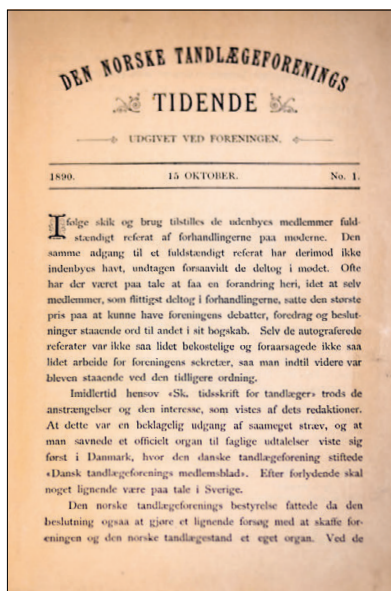 DEN NORSKE TANDLÆGEFORENINGS
TIDENDE
UDGIVET VED FORENINGEN.
1890. 15 OKTOBER. No. 1.
Ifølge skik og brug tilstilles de udenbyes medlemmer fuld-
stændigt referat af forhandlingerne paa møderne. Den
samme adgang til et fuldstændigt referat har derimod ikke
indenbyes havt, undtagen forsaavidt de deltog i mødet. Ofte
har der været paa tale at faa en forandring heri, idet at selv
medlemmer, som flittigst deltog i forhandlingerne, satte den største
pris paa at kunne have foreningens debatter, foredrag og beslut-
ninger staaende ord til andet i sit bogskab. Selv de autograferede
referater var ikke saa lidet bekostelige og foraarsagede ikke saa
lidet arbeide for foreningens sekretær, saa man indtil videre var
bleven staaende ved den tidligere ordning.
Imidlertid hensov «Sk. tidsskrift for tandlæger» trods de
anstrængelser og den interesse, som vistes af dets redaktioner.
At dette var en beklagelig udgang af saameget stræv, og at
man savnede et officielt organ til faglige udtalelser viste sig
først i Danmark, hvor den danske tandlægeforening stiftede
«Dansk tandlægeforenings medlemsblad». Efter forlydende skal
noget lignende være paa tale i Sverige.
Den norske tandlægeforenings bestyrelse fattede da den
beslutning ogsaa at gjøre et lignende forsøg med at skaffe for-
eningen og den norske tandlægestand et eget organ. Ved de